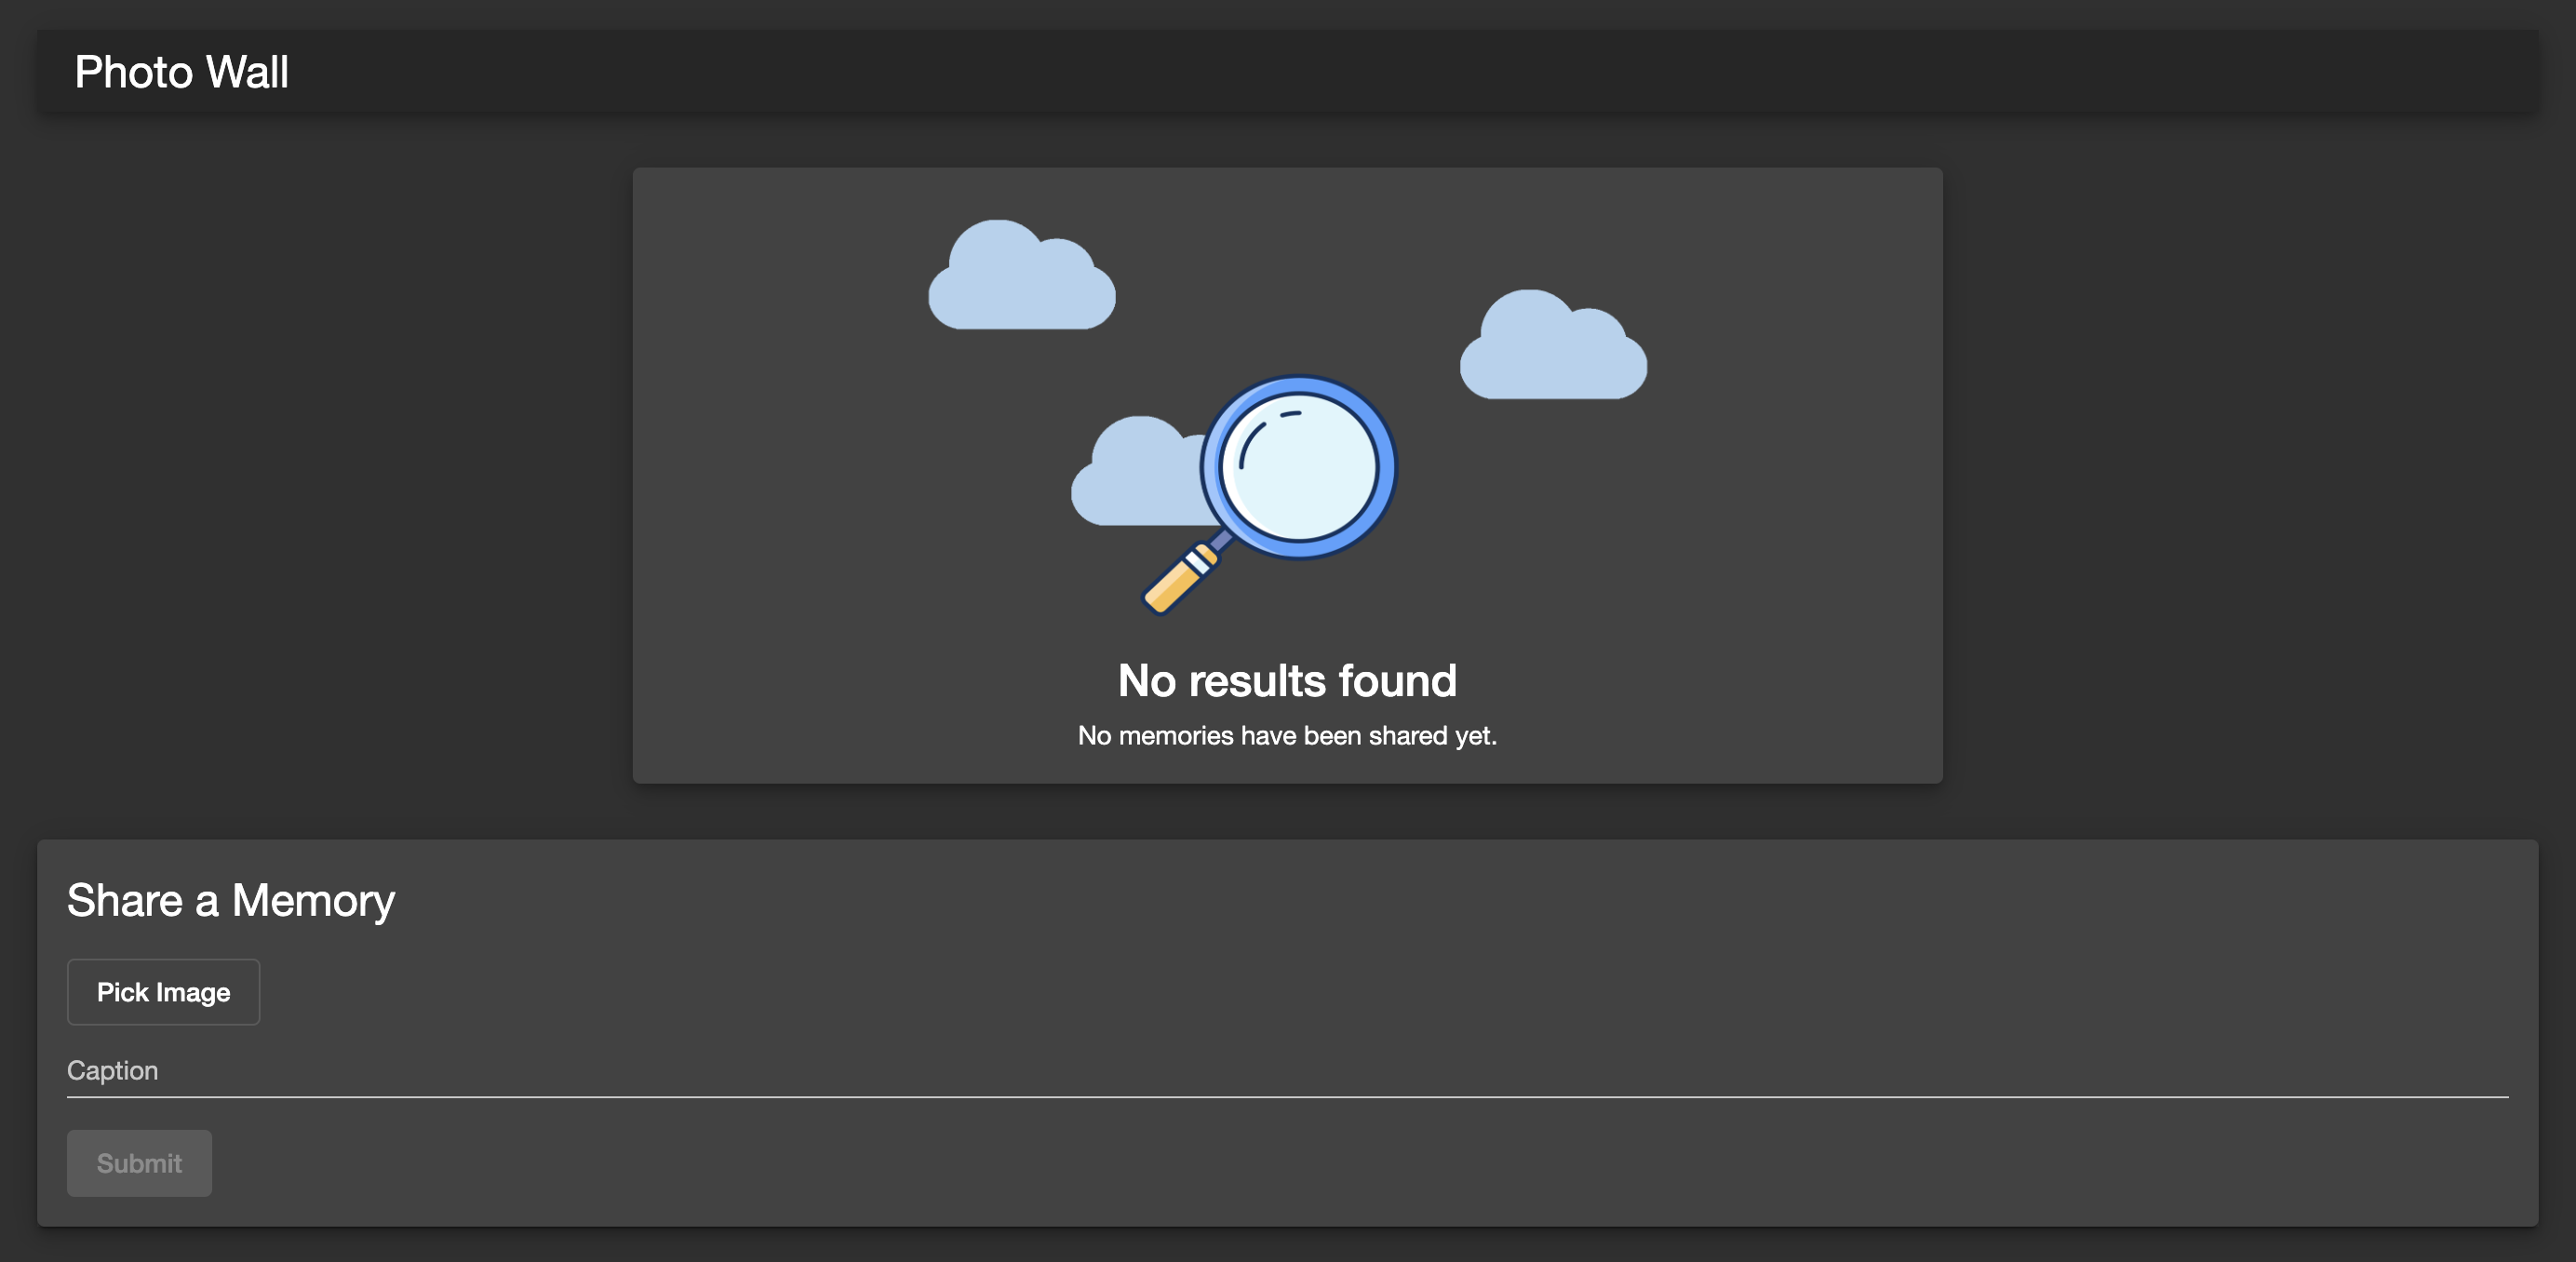 Photo Wall
No results found
No memories have been shared yet.
Share a Memory
Pick Image
Caption
Submit